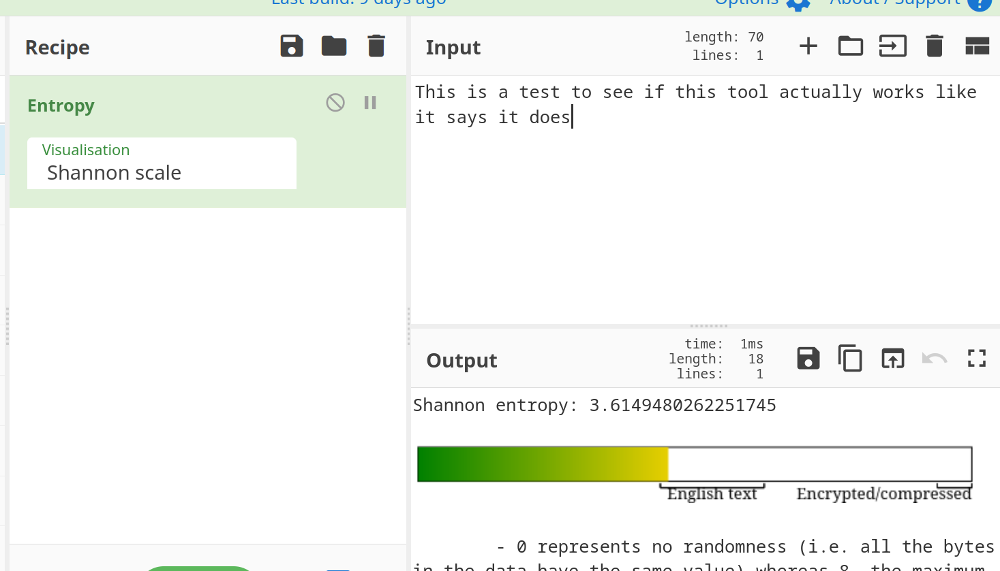 Last build: 9 days ago
Options
About / Support
?
Recipe
Input
length: 70
lines: 1
Entropy
Visualisation
Shannon scale
This is a test to see if this tool actually works like
it says it does
Output
time: 1ms
length: 18
lines: 1
Shannon entropy: 3.6149480262251745
English text
Encrypted/compressed
- 0 represents no randomness (i.e. all the bytes
in the data have the same value) whereas 8, the maximum,